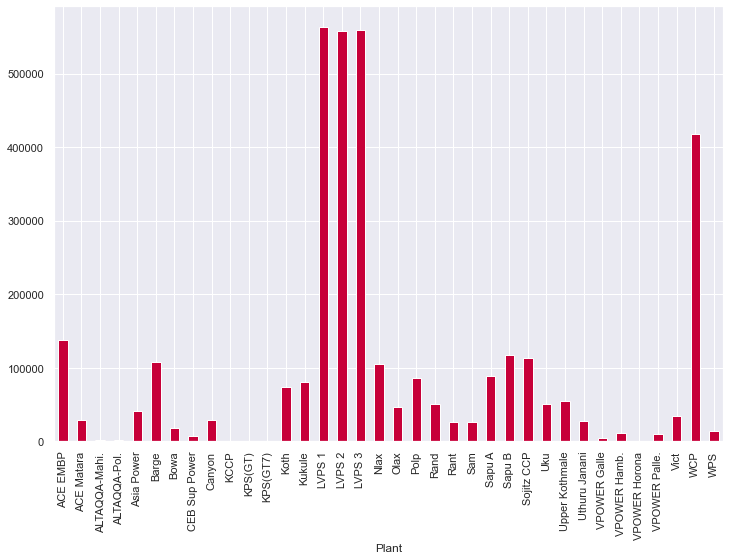 500000
400000
300000
200000
100000
0
ACE EMBP
ACE Matara
ALTAQQA-Mahi.
ALTAQQA-Pol.
Asia Power
Barge
Bowa
CEB Sup Power
Canyon
KCCP
KPS(GT)
KPS(GT7)
Koth
Kukule
LVPS 1
LVPS 2
LVPS 3
Nlax
Olax
Polp
Rand
Rant
Sam
Sapu A
Sapu B
Sojitz CCP
Uku
Upper Kothmale
Uthuru Janani
VPOWER Galle
VPOWER Hamb.
VPOWER Horona
VPOWER Palle.
Vict
WCP
WPS
Plant